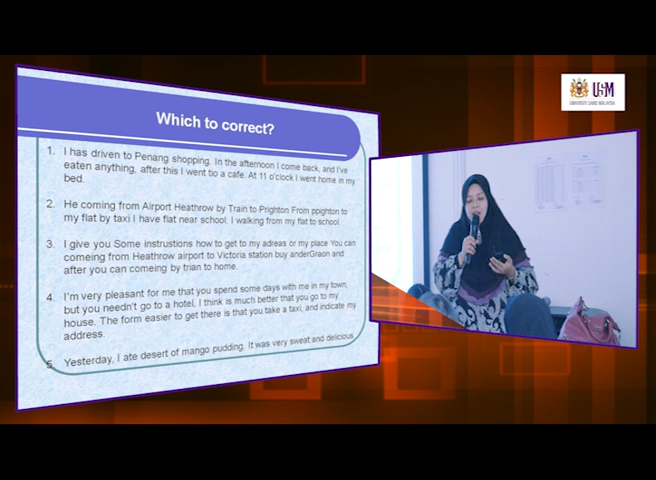 USM
UNIVERSITI SAINS MALAYSIA
Which to correct?
1. I has driven to Penang shopping. In the afternoon I come back, and I've
eaten anything, after this I went tio a cafe. At 11 o'clock I went home in my
bed.
2. He coming from Airport Heathrow by Train to Prighton From ppighton to
my flat by taxi I have flat near school. I walking from my flat to school.
3. I give you Some instrustions how to get to my adreas or my place You can
comeing from Heathrow airport to Victoria station buy anderGraon and
after you can comeing by trian to home.
4. I'm very pleasant for me that you spend some days with me in my town,
but you needn't go to a hotel, I think is much better that you go to my
house. The form easier to get there is that you take a taxi, and indicate my
address.
5. Yesterday, I ate desert of mango pudding. It was very sweat and delicious